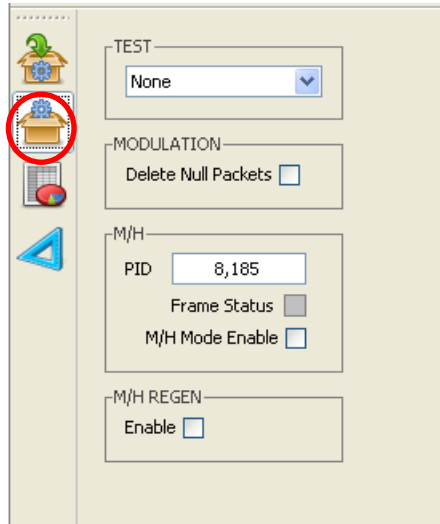 TEST
None
MODULATION
Delete Null Packets
M/H
PID 8,185
Frame Status
M/H Mode Enable
M/H REGEN
Enable